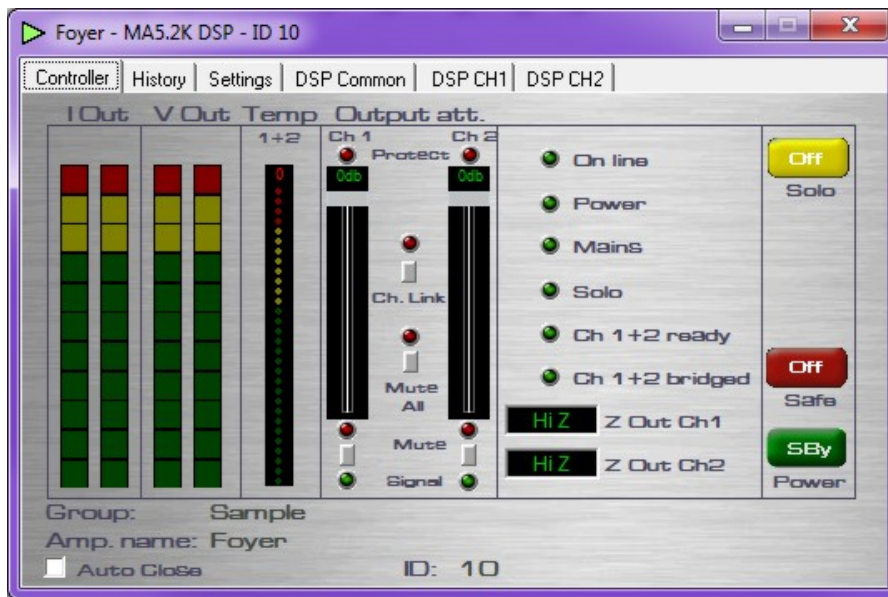 Foyer - MA5.2K DSP - ID 10
Controller History Settings DSP Common DSP CH1 DSP CH2
I Out V Out Temp Output att.
1+2 Ch 1 Ch 2
Protect
0 0db 0db
On line
Off
Solo
Power
Mains
Solo
Ch. Link
Ch 1+2 ready
Off
Safe
Ch 1+2 bridged
Mute
All
Hi Z Z Out Ch1
Mute
SBy
Power
Hi Z Z Out Ch2
Signal
Group: Sample
Amp. name: Foyer
Auto Close ID: 10